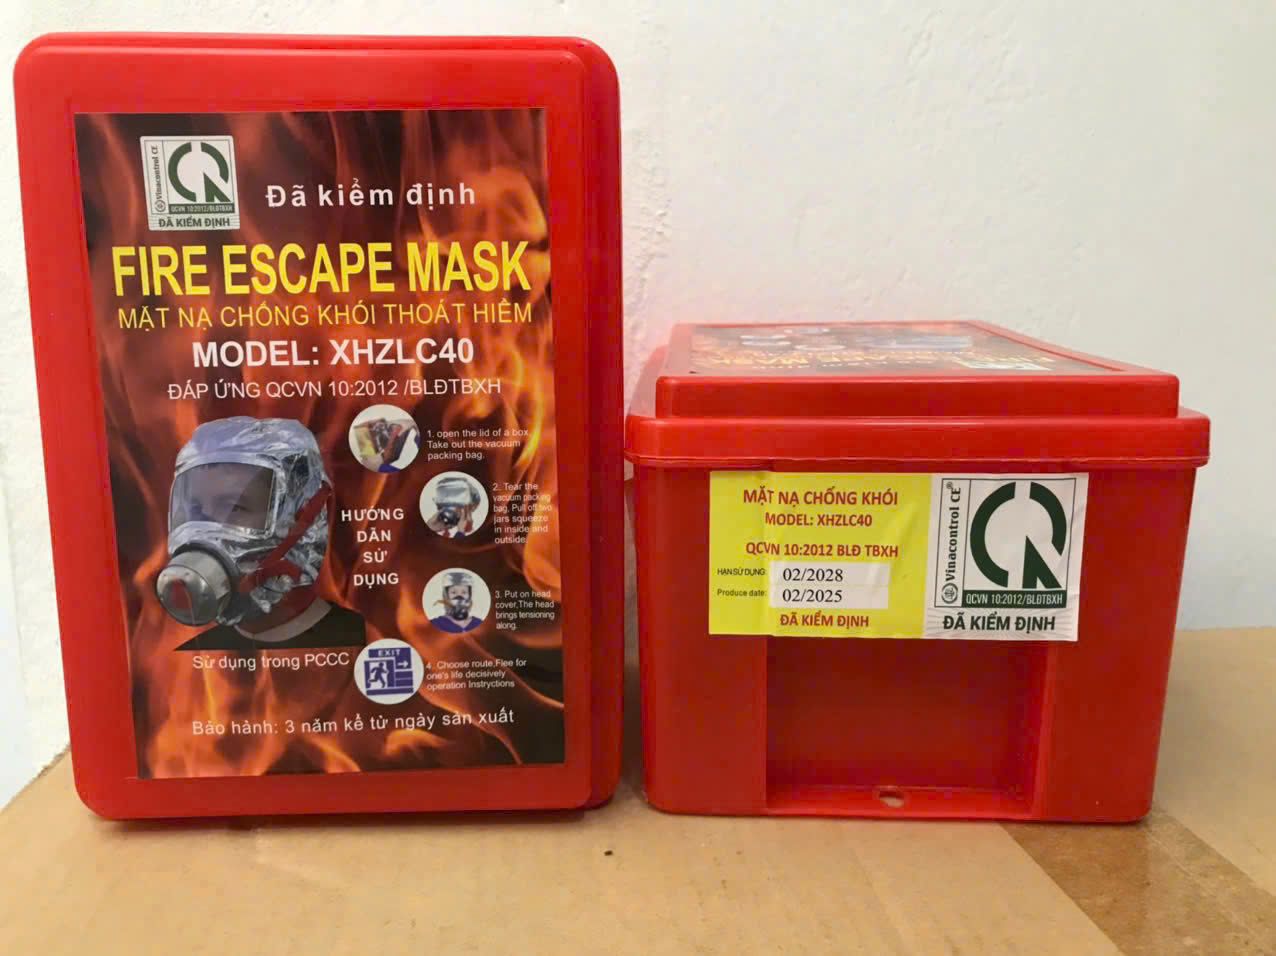 Vinacontrol CE
QCVN 10:2012/BLĐTBXH
ĐÃ KIỂM ĐỊNH
Đã kiểm định
FIRE ESCAPE MASK
MẶT NẠ CHỐNG KHÓI THOÁT HIỂM
MODEL: XHZLC40
ĐÁP ỨNG QCVN 10:2012 /BLĐTBXH
1. open the lid of a box.
Take out the vacuum
packing bag.
2. Tear the
vacuum packing
bag, Pull off two
jars squeeze
in inside and
outside.
HƯỚNG
DẪN
SỬ
DỤNG
3. Put on head
cover,The head
brings tensioning
along.
Sử dụng trong PCCC
EXIT
4. Choose route,Flee for
one's life decisively
operation Instryctions
Bảo hành: 3 năm kể từ ngày sản xuất
FIRE ESCAPE MASK
MẶT NẠ CHỐNG KHÓI
MODEL: XHZLC40
QCVN 10:2012 BLĐ TBXH
HẠN SỬ DỤNG: 02/2028
Produce date: 02/2025
ĐÃ KIỂM ĐỊNH
Vinacontrol CE®
QCVN 10:2012/BLĐTBXH
ĐÃ KIỂM ĐỊNH